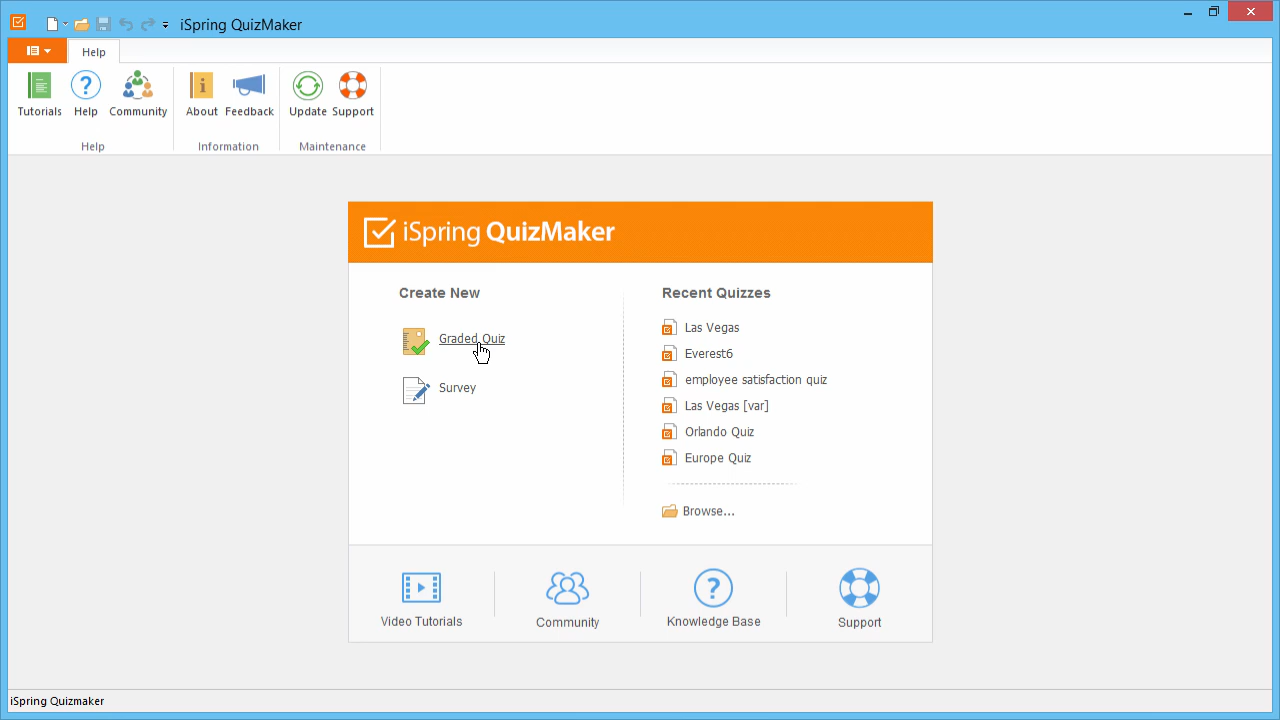 iSpring QuizMaker
Help
Tutorials Help Community About Feedback Update Support
Help Information Maintenance
iSpring QuizMaker
Create New
Graded Quiz
Survey
Recent Quizzes
Las Vegas
Everest6
employee satisfaction quiz
Las Vegas [var]
Orlando Quiz
Europe Quiz
Browse...
Video Tutorials Community Knowledge Base Support
iSpring Quizmaker